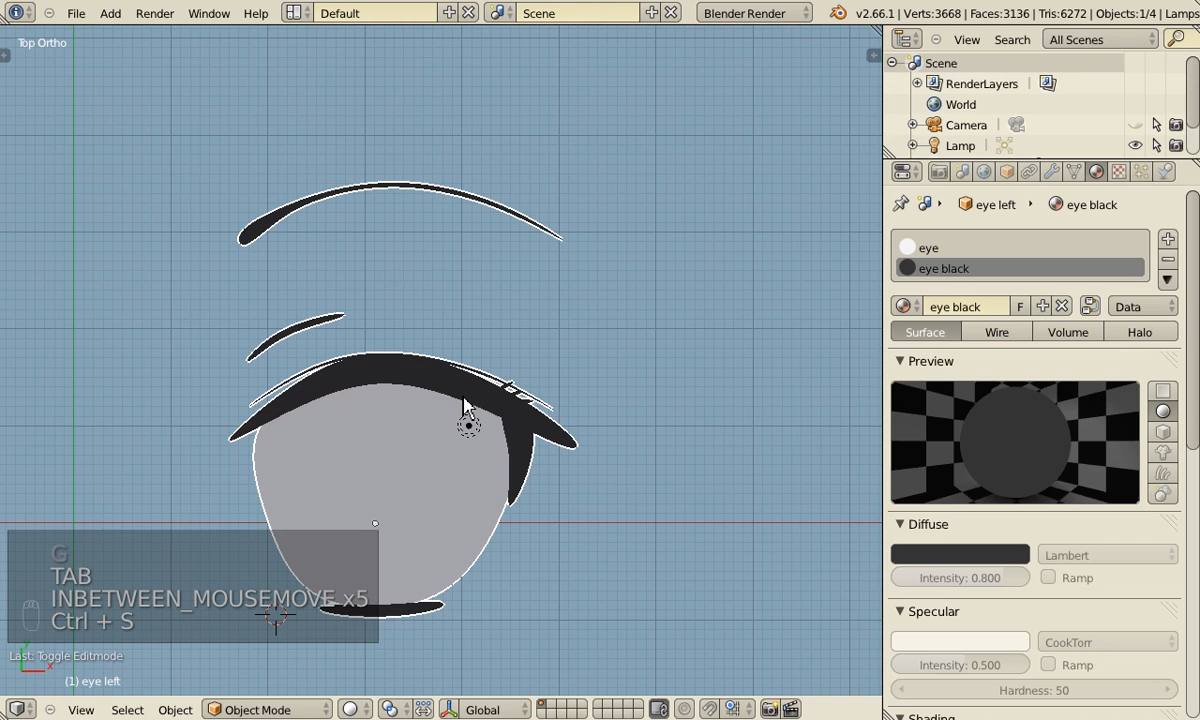 File Add Render Window Help Default Scene Blender Render v2.66.1 | Verts:3668 | Faces:3136 | Tris:6272 | Objects:1/4 | Lamps
Top Ortho
View Search All Scenes
Scene
RenderLayers |
World
Camera |
Lamp |
eye left eye black
eye
eye black
eye black F Data
Surface Wire Volume Halo
Preview
Diffuse
Lambert
Intensity: 0.800 Ramp
Specular
CookTorr
Intensity: 0.500 Ramp
Hardness: 50
Shading
G
TAB
INBETWEEN_MOUSEMOVE x5
Ctrl + S
Last: Toggle Editmode
y
x
(1) eye left
View Select Object Object Mode Global